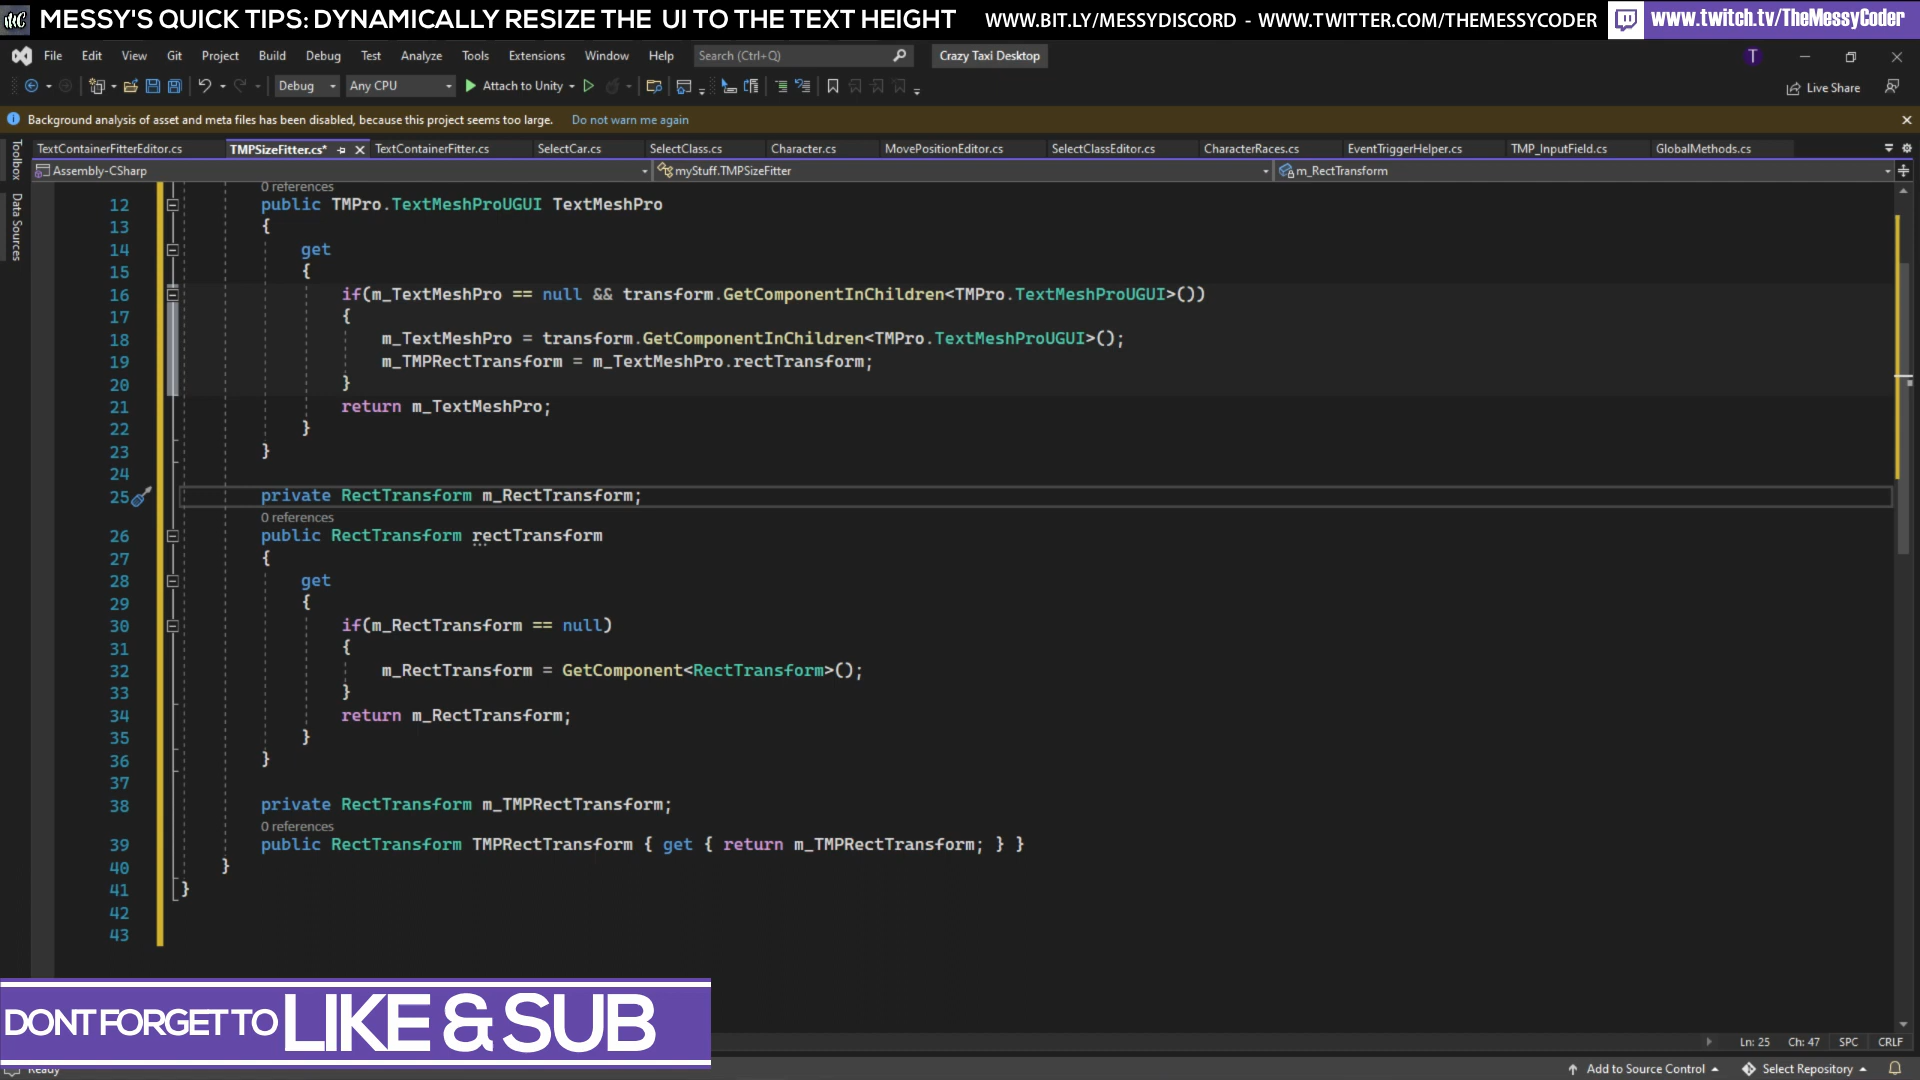 MESSY'S QUICK TIPS: DYNAMICALLY RESIZE THE UI TO THE TEXT HEIGHT WWW.BIT.LY/MESSYDISCORD - WWW.TWITTER.COM/THEMESSYCODER www.twitch.tv/TheMessyCoder
File Edit View Git Project Build Debug Test Analyze Tools Extensions Window Help Search (Ctrl+Q) Crazy Taxi Desktop T
Debug Any CPU Attach to Unity Live Share
Background analysis of asset and meta files has been disabled, because this project seems too large. Do not warn me again
TextContainerFitterEditor.cs TMPSizeFitter.cs* TextContainerFitter.cs SelectCar.cs SelectClass.cs Character.cs MovePositionEditor.cs SelectClassEditor.cs CharacterRaces.cs EventTriggerHelper.cs TMP_InputField.cs GlobalMethods.cs
Toolbox
Data Sources
Assembly-CSharp myStuff.TMPSizeFitter m_RectTransform
0 references
12 public TMPro.TextMeshProUGUI TextMeshPro
13 {
14 get
15 {
16 if(m_TextMeshPro == null && transform.GetComponentInChildren<TMPro.TextMeshProUGUI>())
17 {
18 m_TextMeshPro = transform.GetComponentInChildren<TMPro.TextMeshProUGUI>();
19 m_TMPRectTransform = m_TextMeshPro.rectTransform;
20 }
21 return m_TextMeshPro;
22 }
23 }
24
25 private RectTransform m_RectTransform;
0 references
26 public RectTransform rectTransform
27 {
28 get
29 {
30 if(m_RectTransform == null)
31 {
32 m_RectTransform = GetComponent<RectTransform>();
33 }
34 return m_RectTransform;
35 }
36 }
37
38 private RectTransform m_TMPRectTransform;
0 references
39 public RectTransform TMPRectTransform { get { return m_TMPRectTransform; } }
40 }
41 }
42
43
DONT FORGET TO LIKE & SUB
Ln: 25 Ch: 47 SPC CRLF
Ready Add to Source Control Select Repository